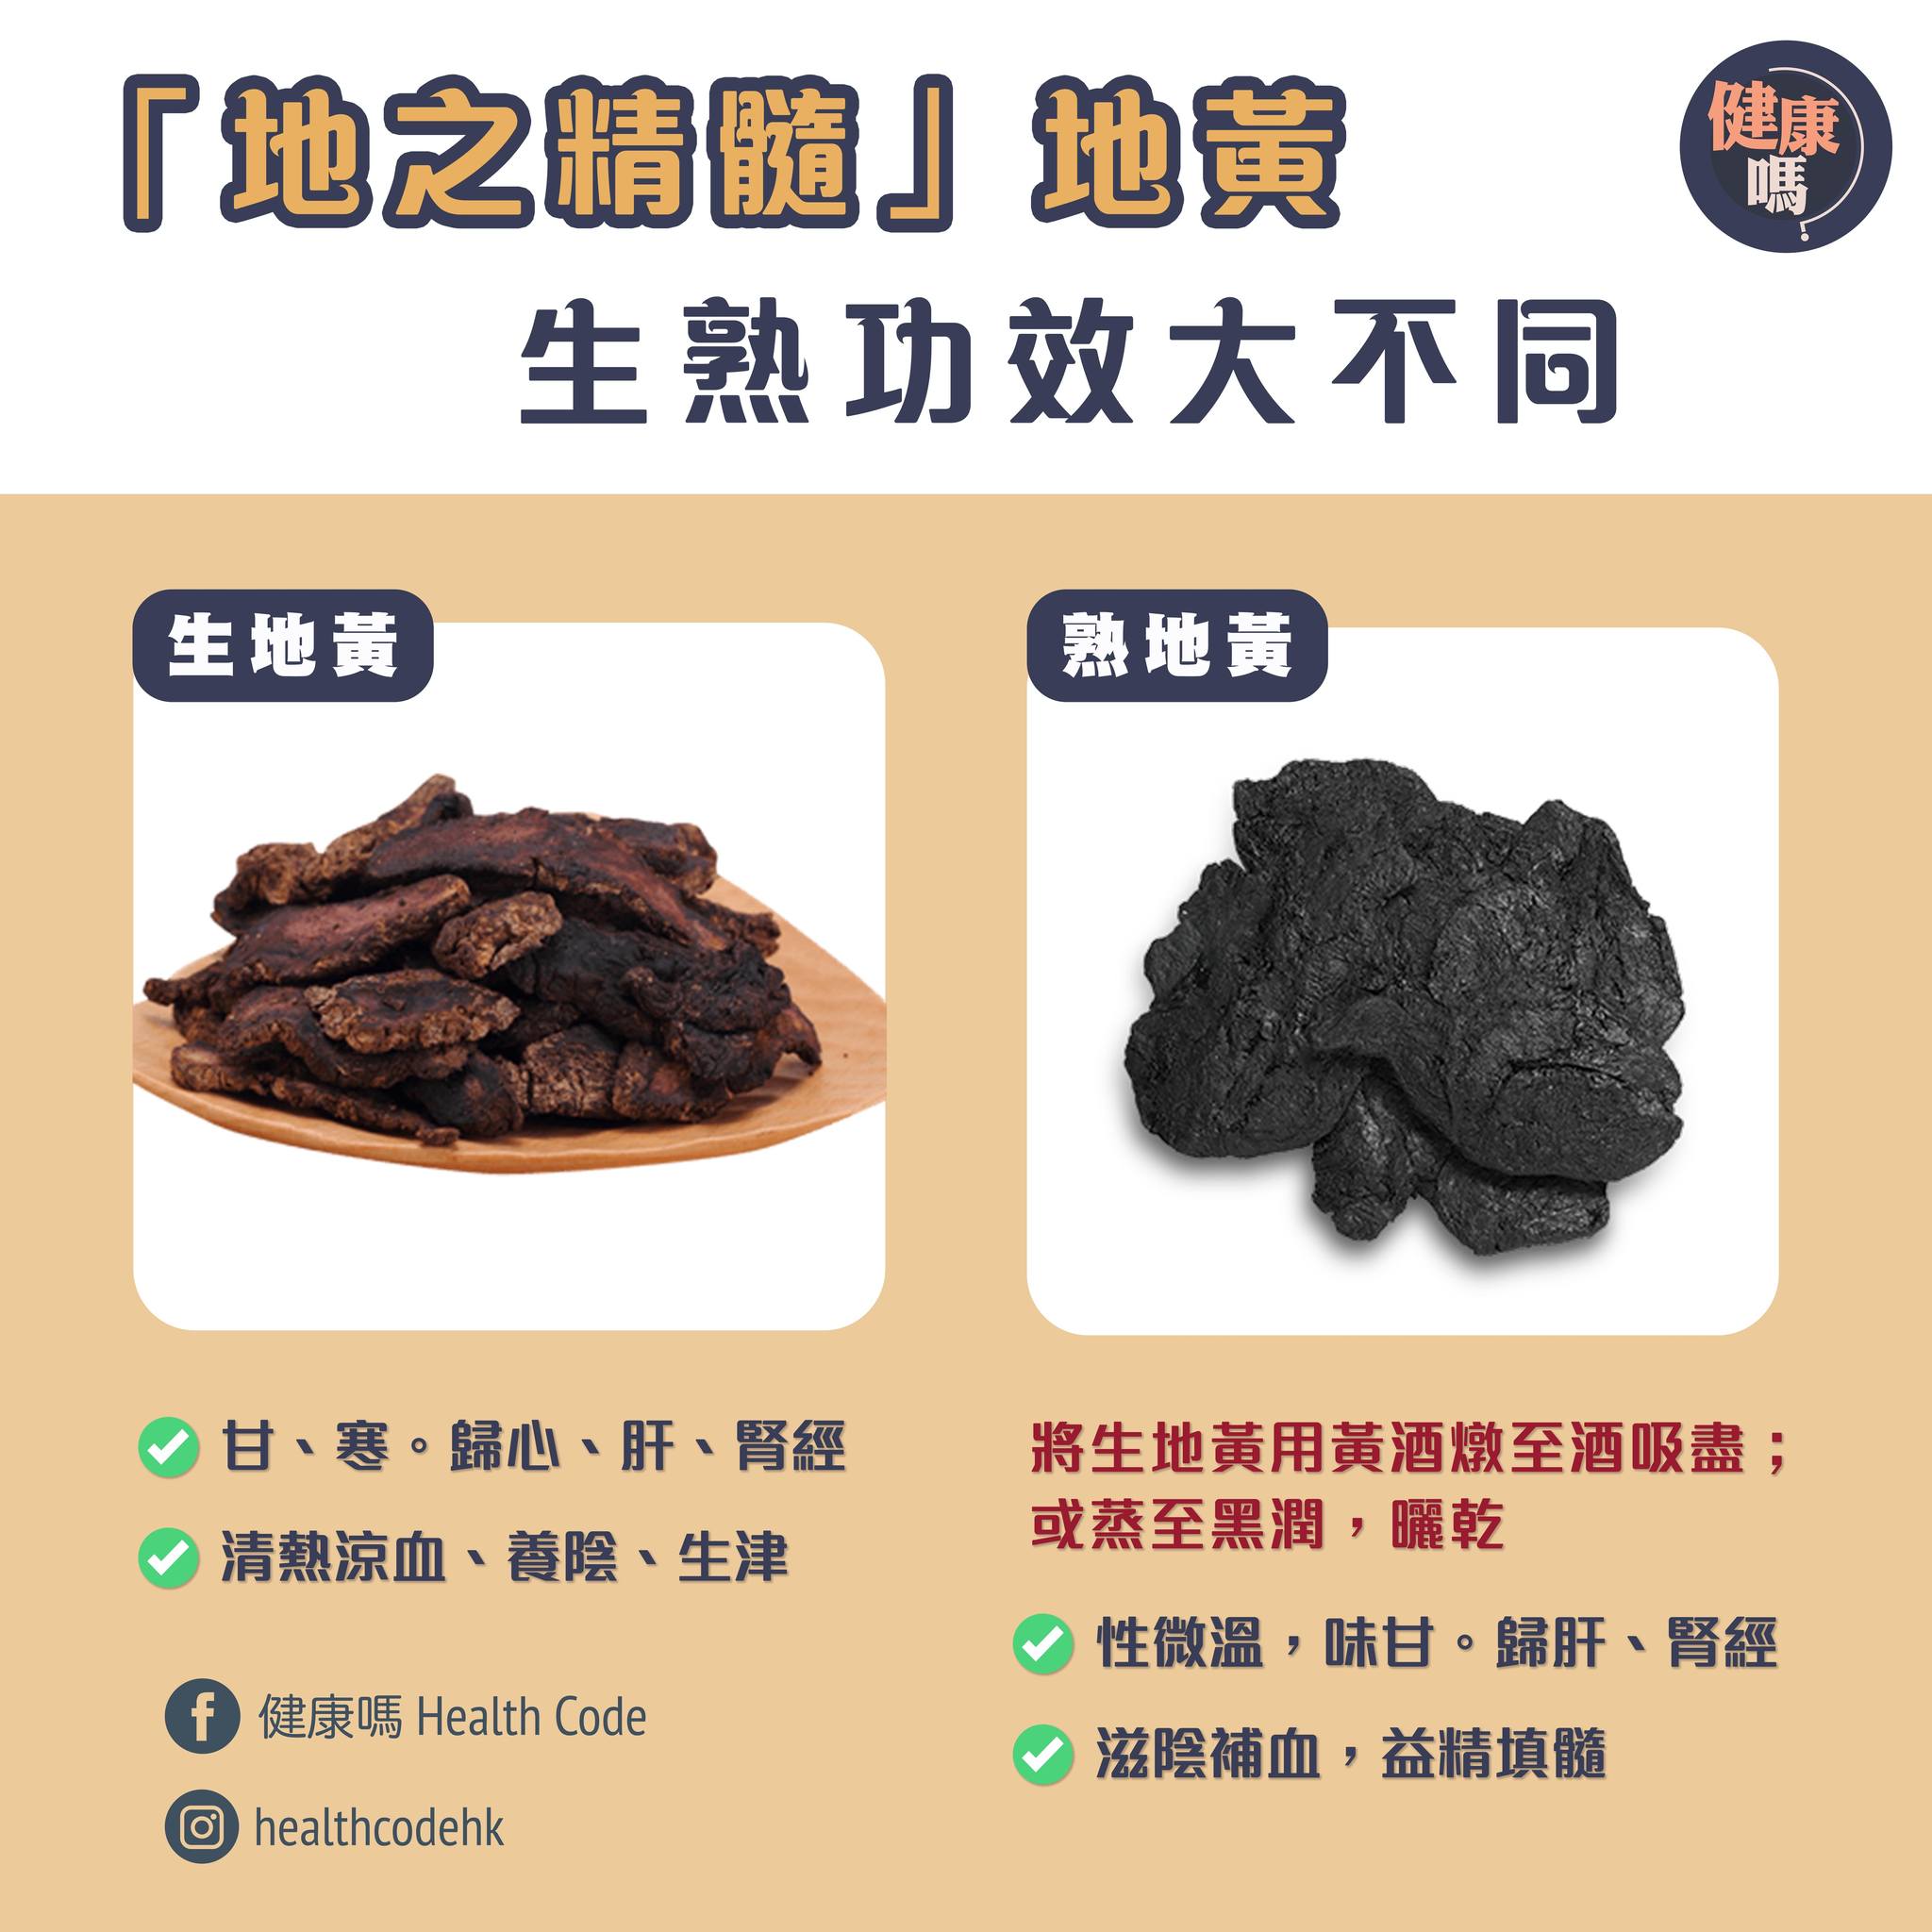 「地之精髓」地黃
健康
嗎
生熟功效大不同
生地黃
甘、寒。歸心、肝、腎經
清熱涼血、養陰、生津
熟地黃
將生地黃用黃酒燉至酒吸盡；
或蒸至黑潤，曬乾
性微溫，味甘。歸肝、腎經
滋陰補血，益精填髓
健康嗎 Health Code
healthcodehk